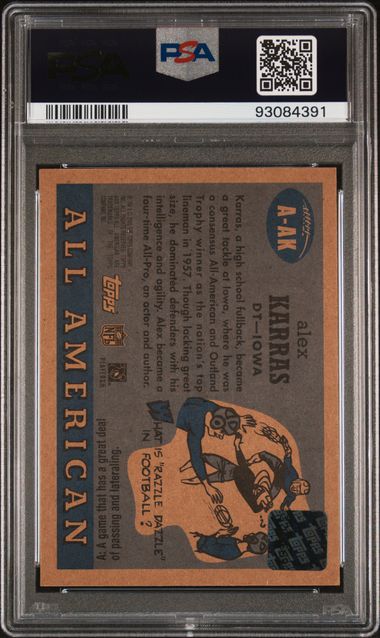 PSA
PSA
93084391
A-AK
alex
KARRAS
DT—IOWA
Karras, a high school fullback, became
a great tackle at Iowa, where he was
a consensus All-American and Outland
Trophy winner as the nation's top
lineman in 1957. Though lacking great
size, he dominated defenders with his
intelligence and agility. Alex became a
four-time All-Pro, an actor and author.
WHAT IS "RAZZLE DAZZLE"
IN FOOTBALL?
A: A game that has a great deal
of passing and lateraling.
Topps
NFL
PLAYERS
ALL AMERICAN